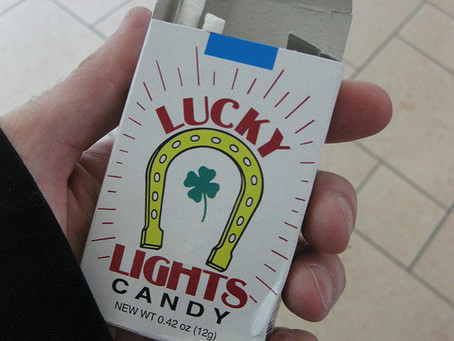 LUCKY
LIGHTS
CANDY
NEW WT 0.42 oz (12g)